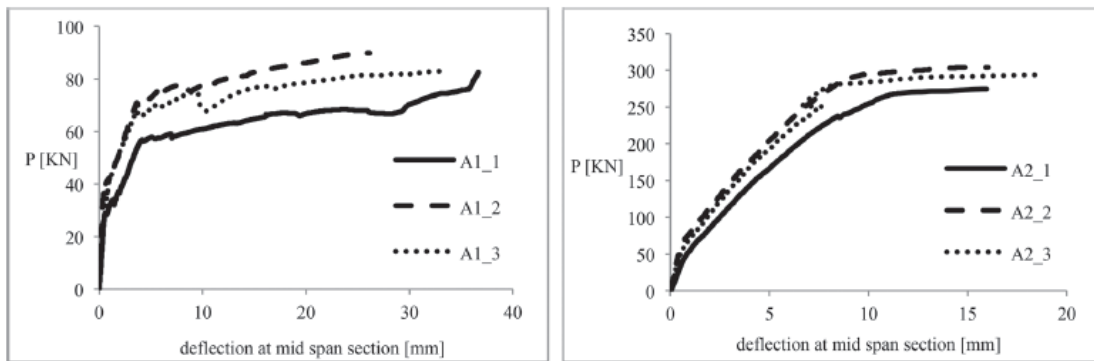 100
80
60
P [KN]
40
20
0
0 10 20 30 40
deflection at mid span section [mm]
A1_1
A1_2
A1_3
350
300
250
200
P [KN]
150
100
50
0
0 5 10 15 20
deflection at mid span section [mm]
A2_1
A2_2
A2_3